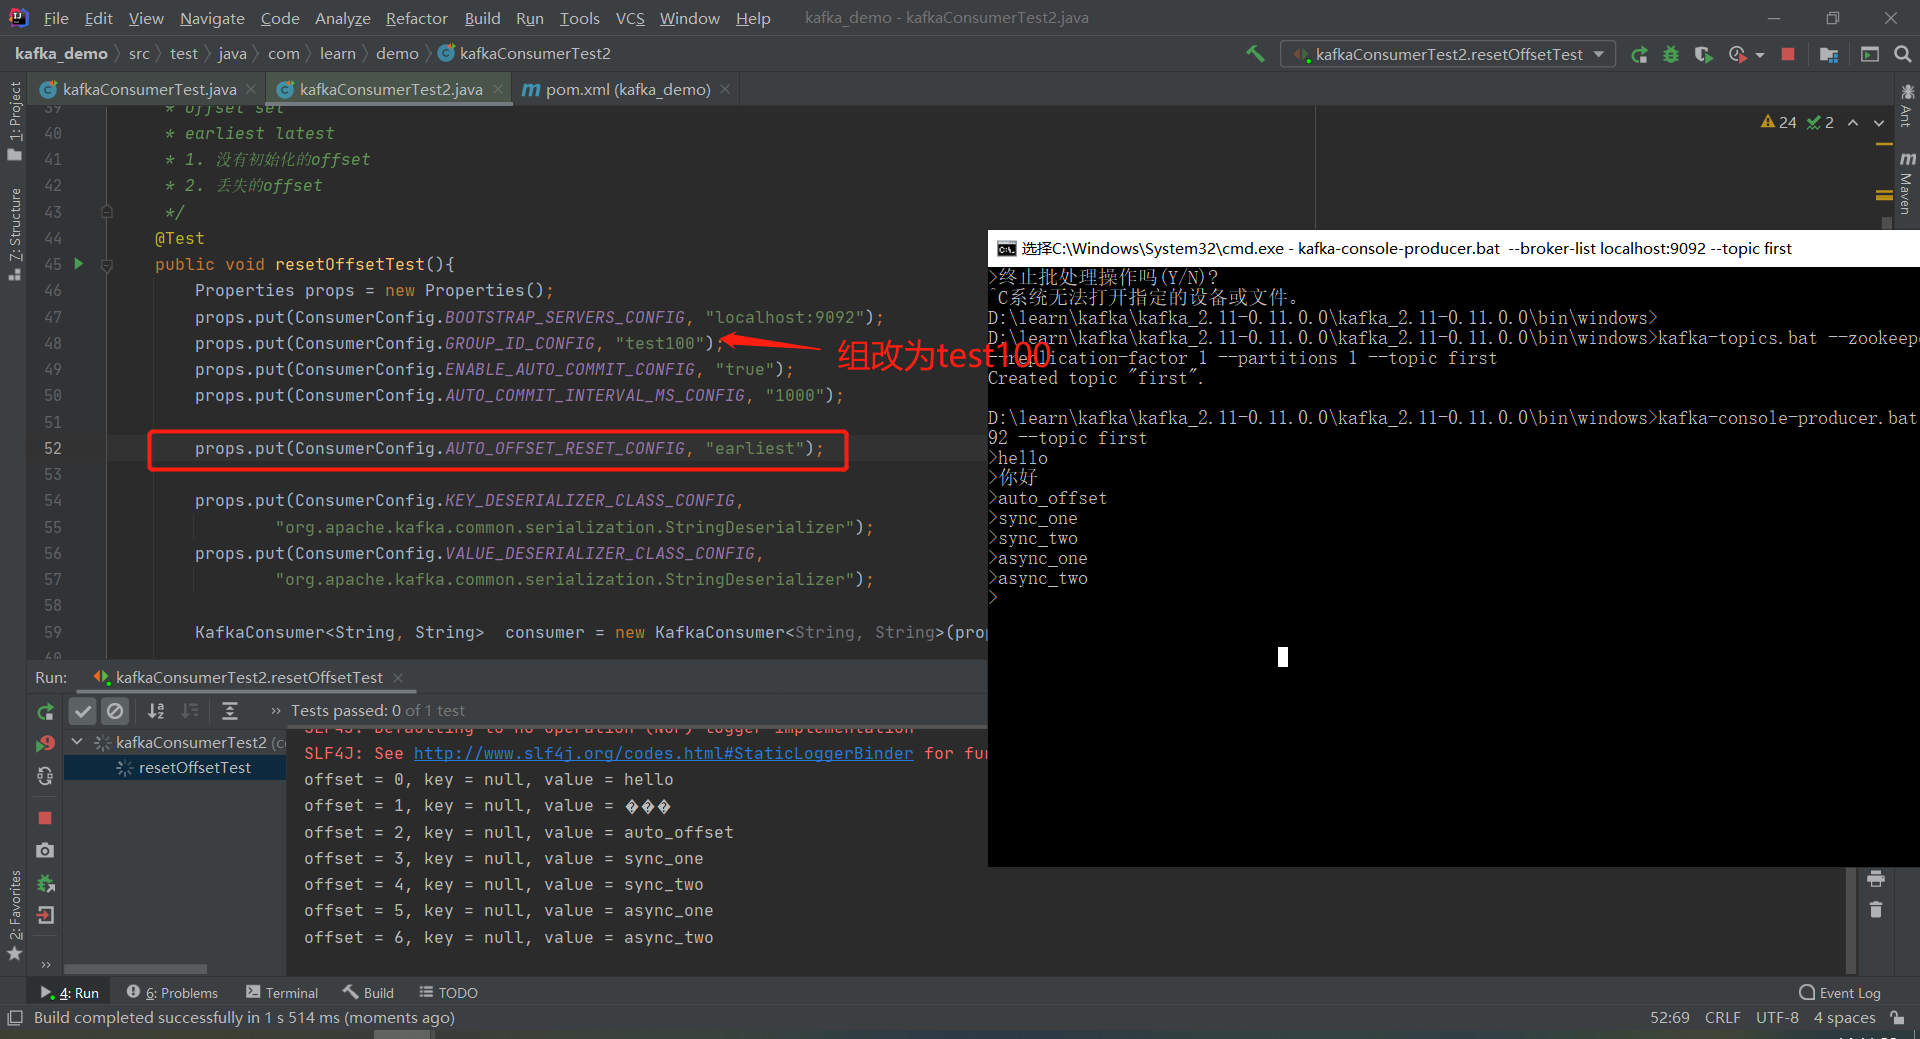 File Edit View Navigate Code Analyze Refactor Build Run Tools VCS Window Help kafka_demo - kafkaConsumerTest2.java
kafka_demo src test java com learn demo kafkaConsumerTest2
kafkaConsumerTest2.resetOffsetTest
kafkaConsumerTest.java kafkaConsumerTest2.java pom.xml (kafka_demo)
1: Project
7: Structure
2: Favorites
Ant
Maven
24 2
39 * offset set
40 * earliest latest
41 * 1. 没有初始化的offset
42 * 2. 丢失的offset
43 */
44 @Test
45 public void resetOffsetTest(){
46 Properties props = new Properties();
47 props.put(ConsumerConfig.BOOTSTRAP_SERVERS_CONFIG, "localhost:9092");
48 props.put(ConsumerConfig.GROUP_ID_CONFIG, "test100");
组改为test100
49 props.put(ConsumerConfig.ENABLE_AUTO_COMMIT_CONFIG, "true");
50 props.put(ConsumerConfig.AUTO_COMMIT_INTERVAL_MS_CONFIG, "1000");
51
52 props.put(ConsumerConfig.AUTO_OFFSET_RESET_CONFIG, "earliest");
53
54 props.put(ConsumerConfig.KEY_DESERIALIZER_CLASS_CONFIG,
55 "org.apache.kafka.common.serialization.StringDeserializer");
56 props.put(ConsumerConfig.VALUE_DESERIALIZER_CLASS_CONFIG,
57 "org.apache.kafka.common.serialization.StringDeserializer");
58
59 KafkaConsumer<String, String> consumer = new KafkaConsumer<String, String>(prop
60
选择C:\Windows\System32\cmd.exe - kafka-console-producer.bat --broker-list localhost:9092 --topic first
>终止批处理操作吗(Y/N)?
^C系统无法打开指定的设备或文件。
D:\learn\kafka\kafka_2.11-0.11.0.0\kafka_2.11-0.11.0.0\bin\windows>
D:\learn\kafka\kafka_2.11-0.11.0.0\kafka_2.11-0.11.0.0\bin\windows>kafka-topics.bat --zookeepe
--replication-factor 1 --partitions 1 --topic first
Created topic "first".
D:\learn\kafka\kafka_2.11-0.11.0.0\kafka_2.11-0.11.0.0\bin\windows>kafka-console-producer.bat
92 --topic first
>hello
>你好
>auto_offset
>sync_one
>sync_two
>async_one
>async_two
>
Run: kafkaConsumerTest2.resetOffsetTest
Tests passed: 0 of 1 test
kafkaConsumerTest2 (co
resetOffsetTest
SLF4J: Defaulting to no-operation (NOP) logger implementation
SLF4J: See http://www.slf4j.org/codes.html#StaticLoggerBinder for fur
offset = 0, key = null, value = hello
offset = 1, key = null, value = ���
offset = 2, key = null, value = auto_offset
offset = 3, key = null, value = sync_one
offset = 4, key = null, value = sync_two
offset = 5, key = null, value = async_one
offset = 6, key = null, value = async_two
4: Run 6: Problems Terminal Build TODO Event Log
Build completed successfully in 1 s 514 ms (moments ago) 52:69 CRLF UTF-8 4 spaces